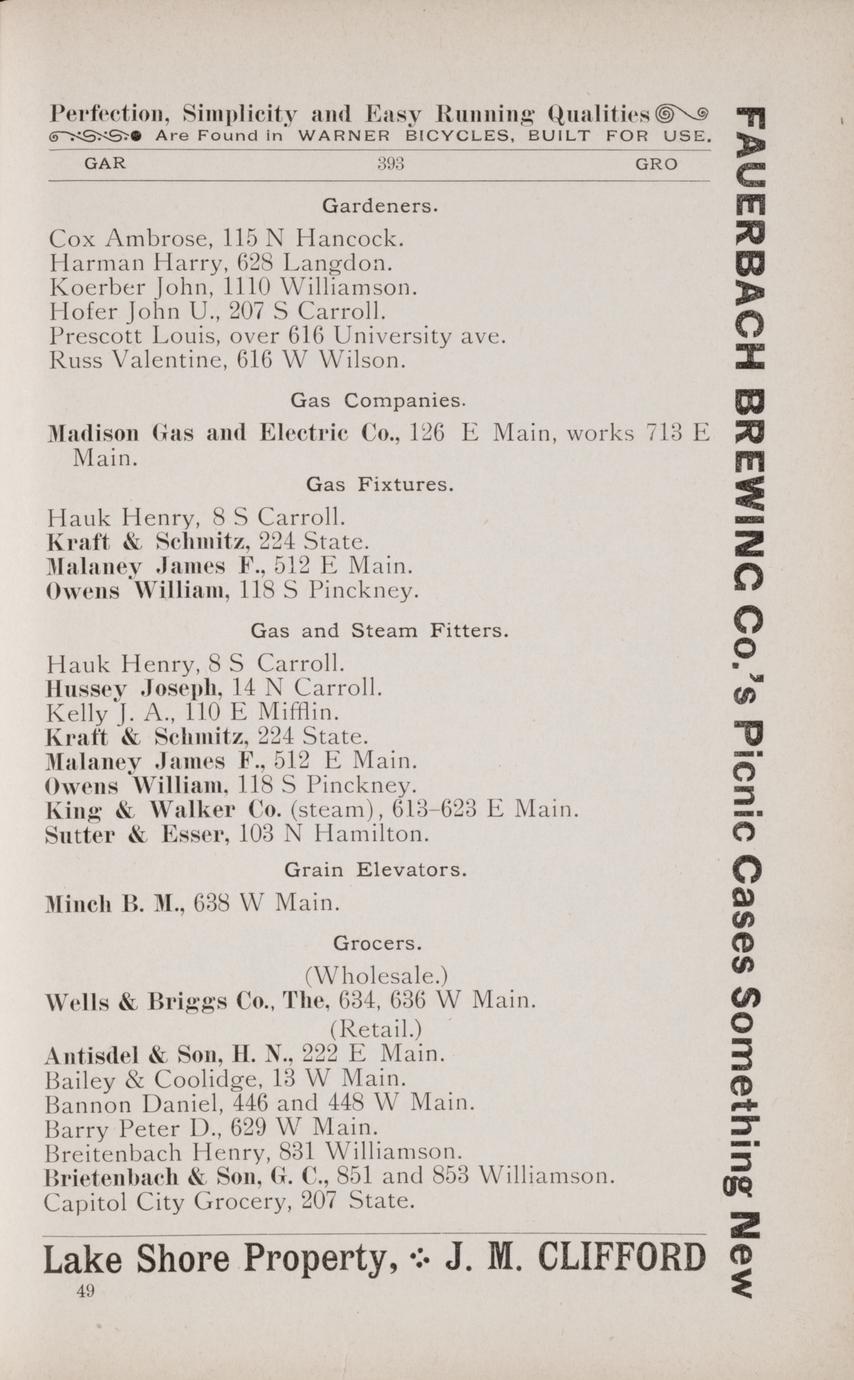 Perfection, Simplicity and Easy Running Qualities
Are Found in WARNER BICYCLES, BUILT FOR USE.
GAR 393 GRO
Gardeners.
Cox Ambrose, 115 N Hancock.
Harman Harry, 628 Langdon.
Koerber John, 1110 Williamson.
Hofer John U., 207 S Carroll.
Prescott Louis, over 616 University ave.
Russ Valentine, 616 W Wilson.
Gas Companies.
Madison Gas and Electric Co., 126 E Main, works 713 E
Main.
Gas Fixtures.
Hauk Henry, 8 S Carroll.
Kraft & Schmitz, 224 State.
Malaney James F., 512 E Main.
Owens William, 118 S Pinckney.
Gas and Steam Fitters.
Hauk Henry, 8 S Carroll.
Hussey Joseph, 14 N Carroll.
Kelly J. A., 110 E Mifflin.
Kraft & Schmitz, 224 State.
Malaney James F., 512 E Main.
Owens William, 118 S Pinckney.
King & Walker Co. (steam), 613–623 E Main.
Sutter & Esser, 103 N Hamilton.
Grain Elevators.
Minch B. M., 638 W Main.
Grocers.
(Wholesale.)
Wells & Briggs Co., The, 634, 636 W Main.
(Retail.)
Antisdel & Son, H. N., 222 E Main.
Bailey & Coolidge, 13 W Main.
Bannon Daniel, 446 and 448 W Main.
Barry Peter D., 629 W Main.
Breitenbach Henry, 831 Williamson.
Brietenbach & Son, G. C., 851 and 853 Williamson.
Capitol City Grocery, 207 State.
Lake Shore Property, J. M. CLIFFORD
49
FAUERBACH BREWING Co.'s Picnic Cases Something New